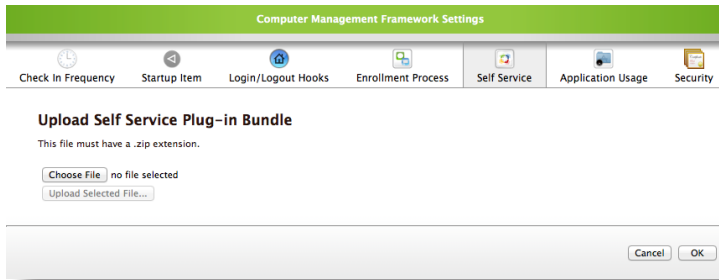 Computer Management Framework Settings
Check In Frequency Startup Item Login/Logout Hooks Enrollment Process Self Service Application Usage Security
Upload Self Service Plug-in Bundle
This file must have a .zip extension.
Choose File no file selected
Upload Selected File...
Cancel OK